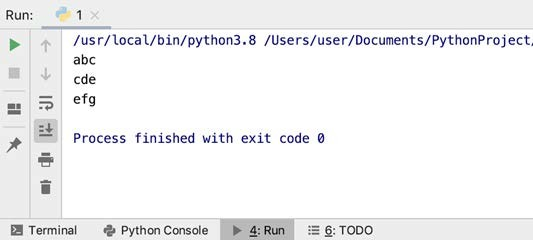 Run: 1
/usr/local/bin/python3.8 /Users/user/Documents/PythonProject/
abc
cde
efg
Process finished with exit code 0
Terminal Python Console 4: Run 6: TODO